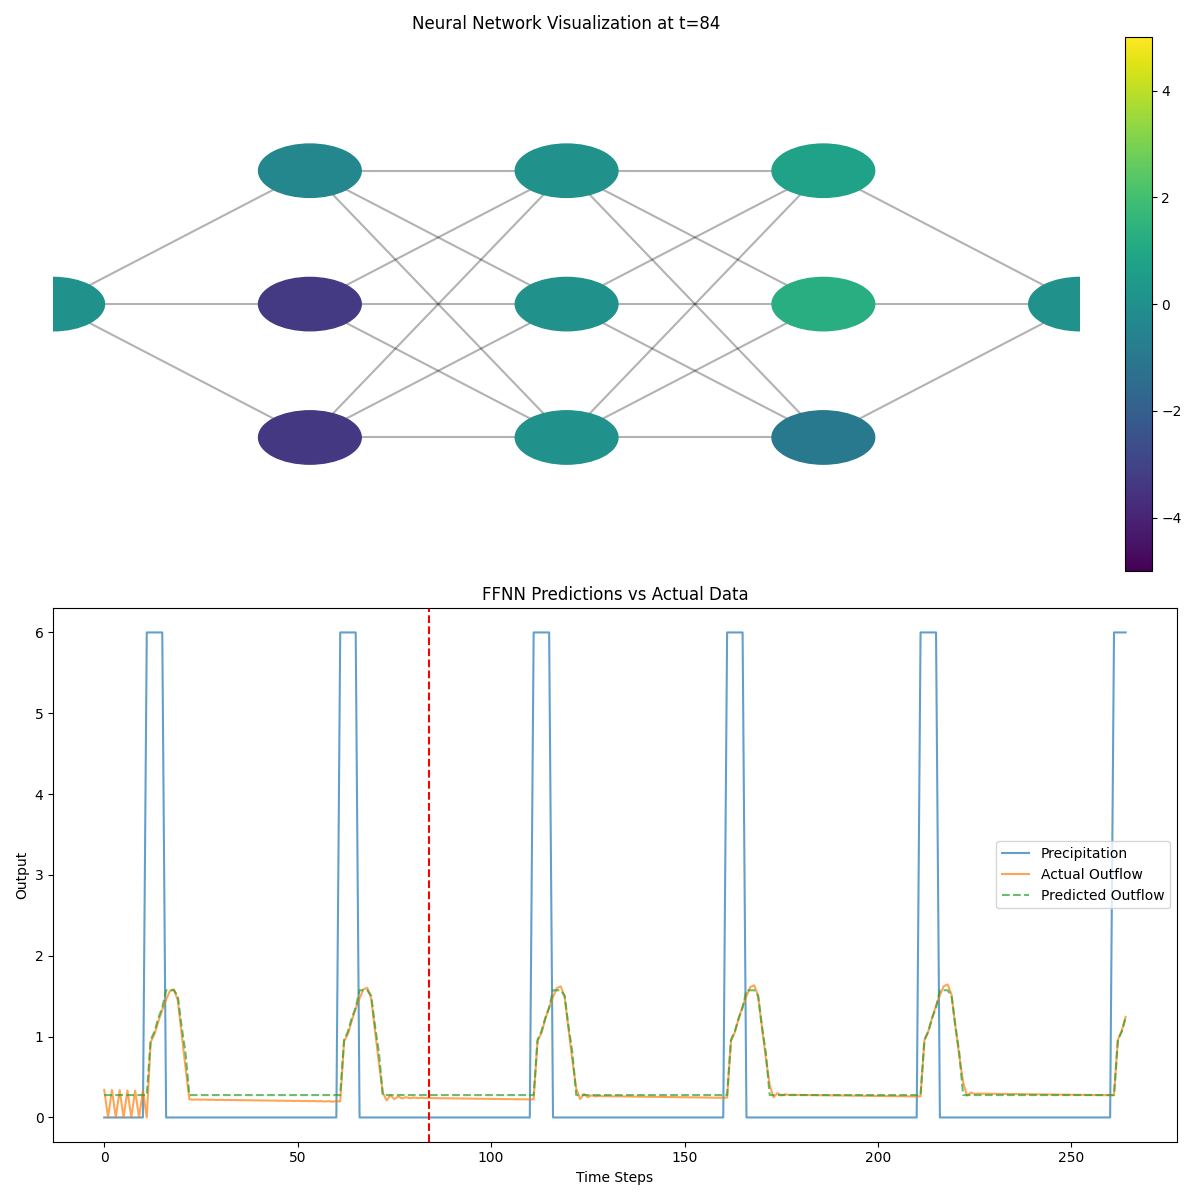 Neural Network Visualization at t=84
4
2
0
−2
−4
FFNN Predictions vs Actual Data
Output
6
5
4
3
2
1
0
Precipitation
Actual Outflow
Predicted Outflow
0 50 100 150 200 250
Time Steps